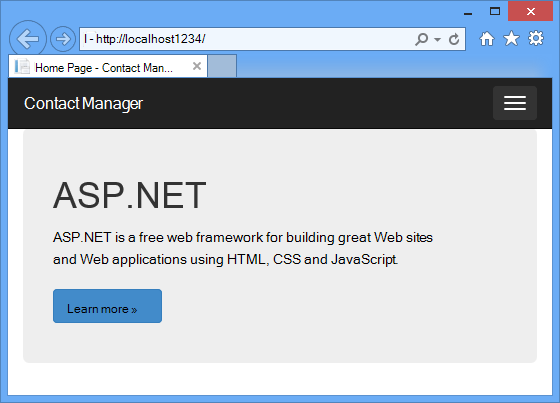 l - http://localhost1234/
Home Page - Contact Man...
Contact Manager
ASP.NET
ASP.NET is a free web framework for building great Web sites
and Web applications using HTML, CSS and JavaScript.
Learn more »